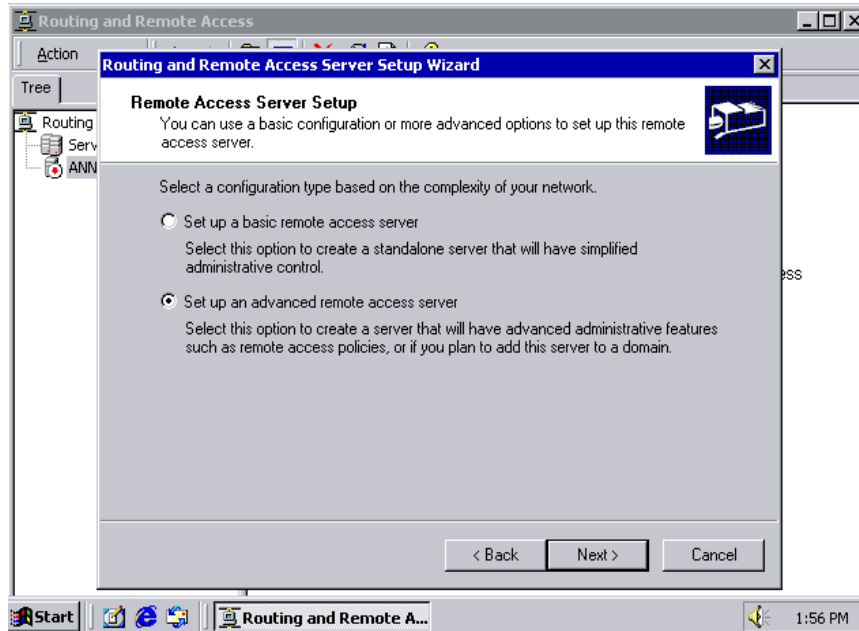 Routing and Remote Access
Action
Routing and Remote Access Server Setup Wizard
Tree
Remote Access Server Setup
You can use a basic configuration or more advanced options to set up this remote
access server.
Routing
Serv
ANN
Select a configuration type based on the complexity of your network.
Set up a basic remote access server
Select this option to create a standalone server that will have simplified
administrative control.
ess
Set up an advanced remote access server
Select this option to create a server that will have advanced administrative features
such as remote access policies, or if you plan to add this server to a domain.
< Back Next > Cancel
Start Routing and Remote A... 1:56 PM